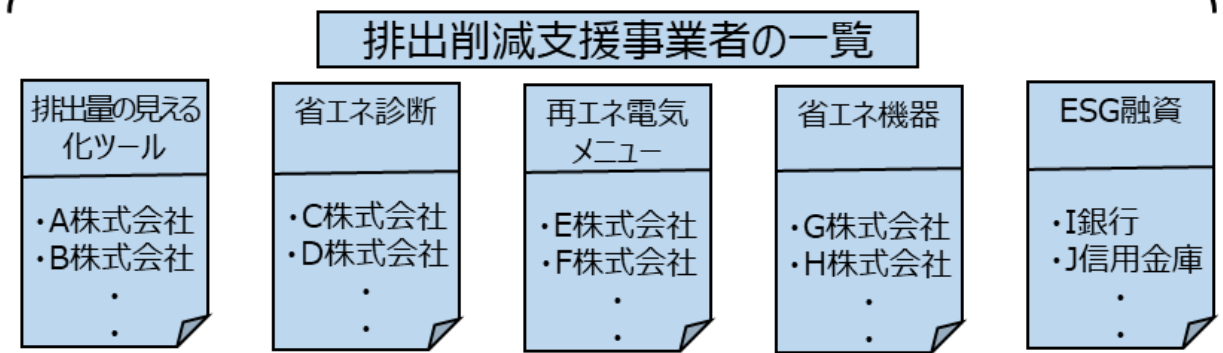 排出削減支援事業者の一覧
排出量の見える
化ツール
・A株式会社
・B株式会社
・
・
省エネ診断
・C株式会社
・D株式会社
・
・
再エネ電気
メニュー
・E株式会社
・F株式会社
・
・
省エネ機器
・G株式会社
・H株式会社
・
・
ESG融資
・I銀行
・J信用金庫
・
・